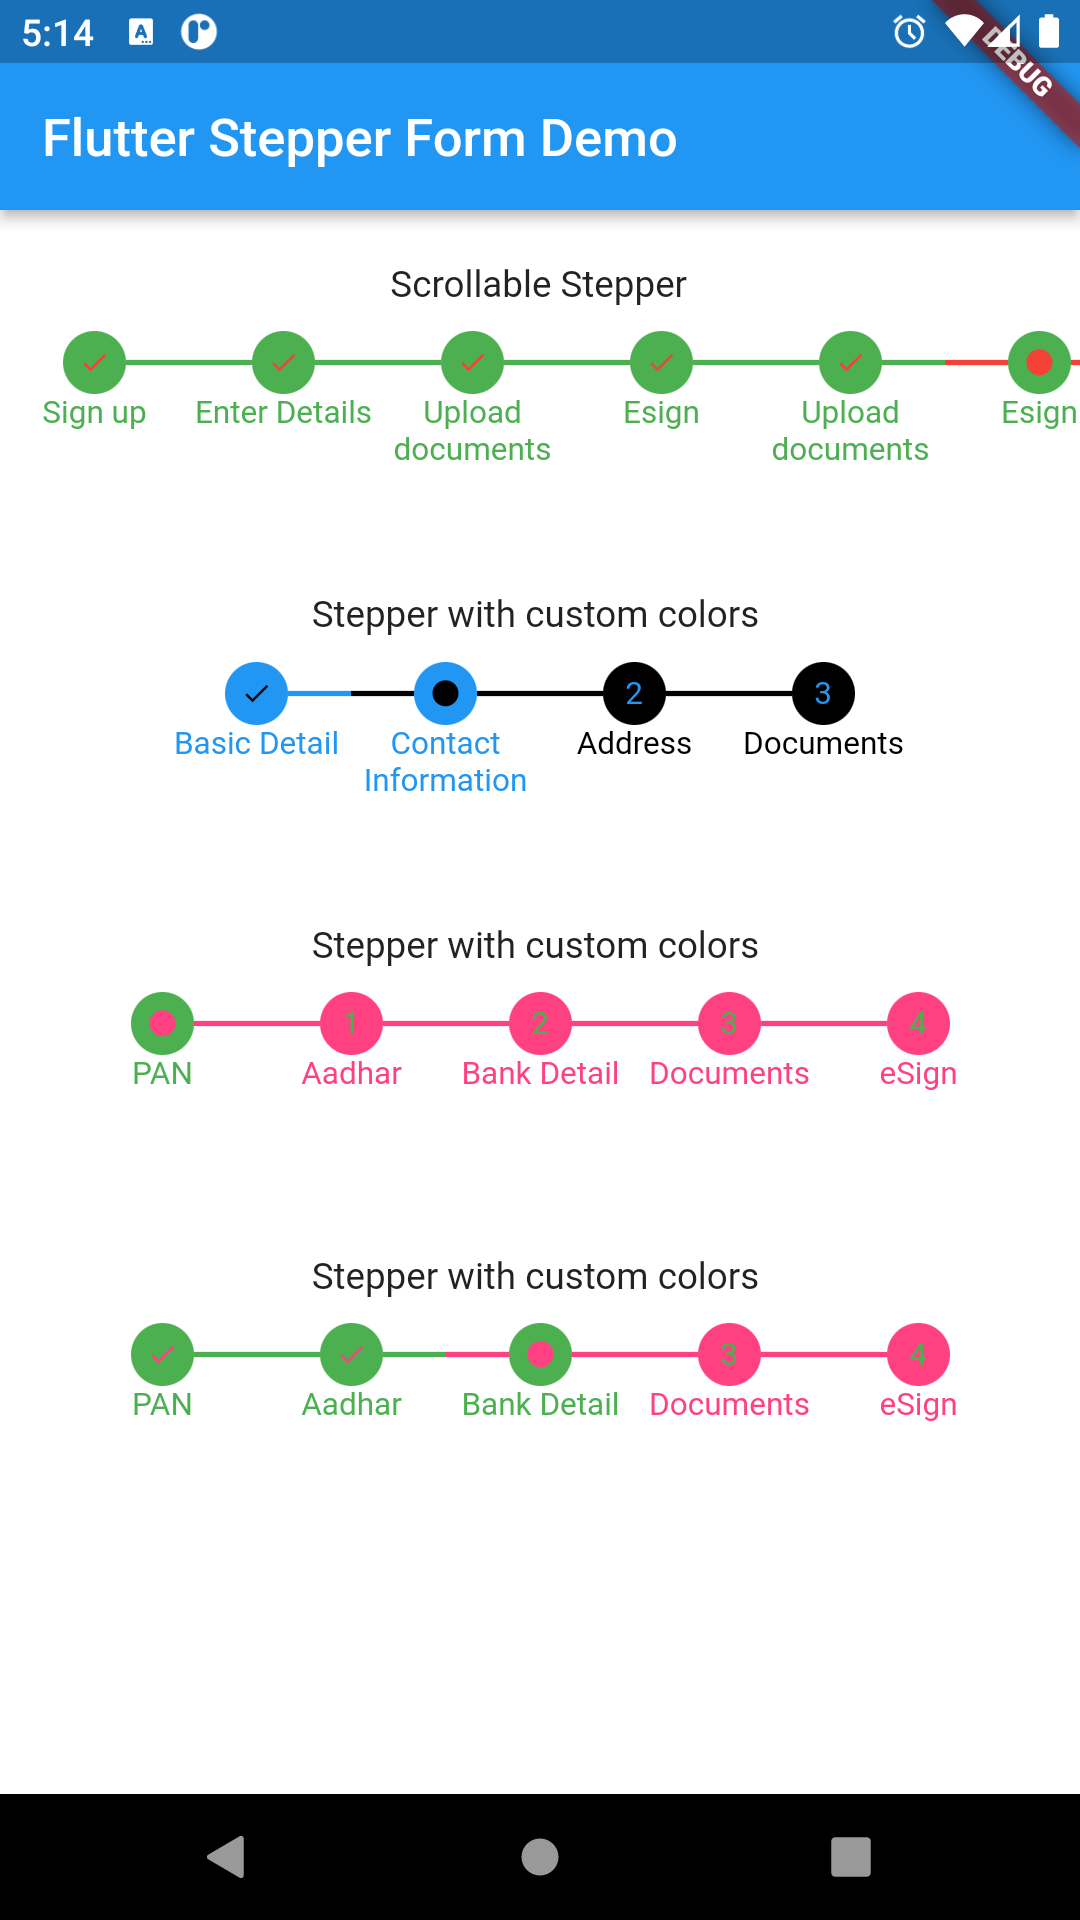 5:14
A
DEBUG
Flutter Stepper Form Demo
Scrollable Stepper
Sign up Enter Details Upload documents Esign Upload documents Esign
Stepper with custom colors
2 3
Basic Detail Contact Information Address Documents
Stepper with custom colors
1 2 3 4
PAN Aadhar Bank Detail Documents eSign
Stepper with custom colors
3 4
PAN Aadhar Bank Detail Documents eSign